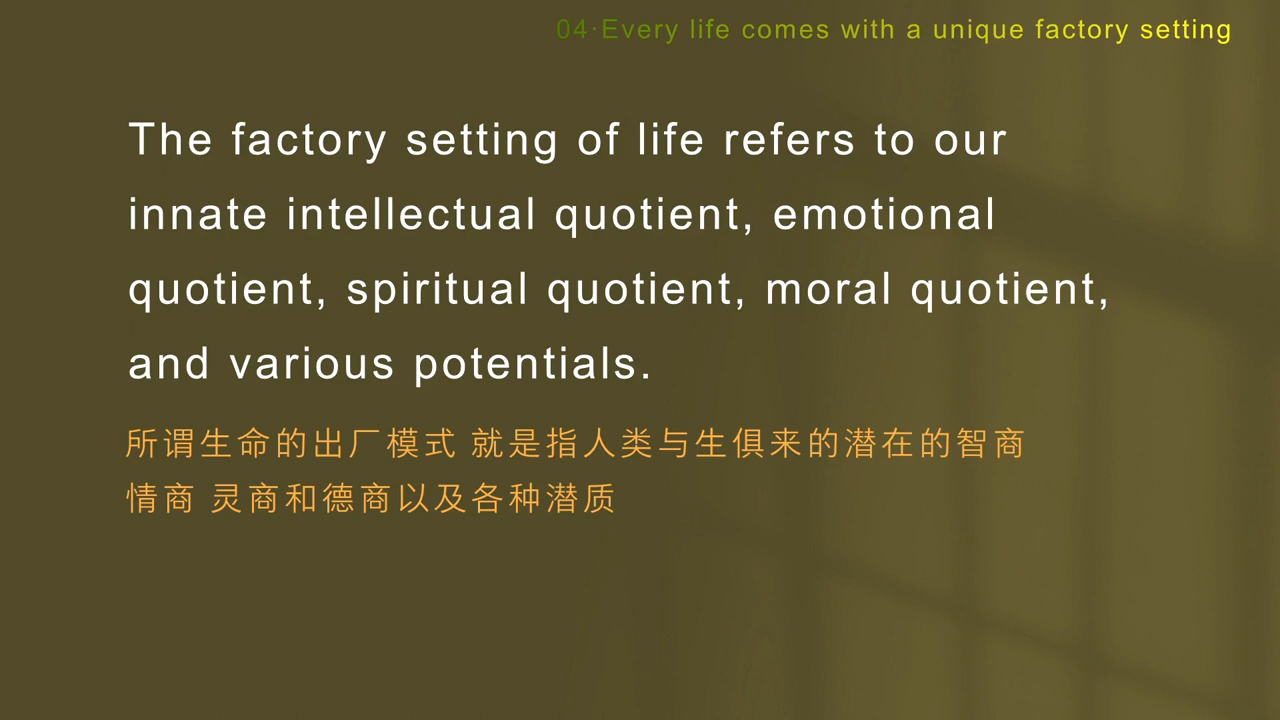 04·Every life comes with a unique factory setting
The factory setting of life refers to our
innate intellectual quotient, emotional
quotient, spiritual quotient, moral quotient,
and various potentials.
所谓生命的出厂模式 就是指人类与生俱来的潜在的智商
情商 灵商和德商以及各种潜质